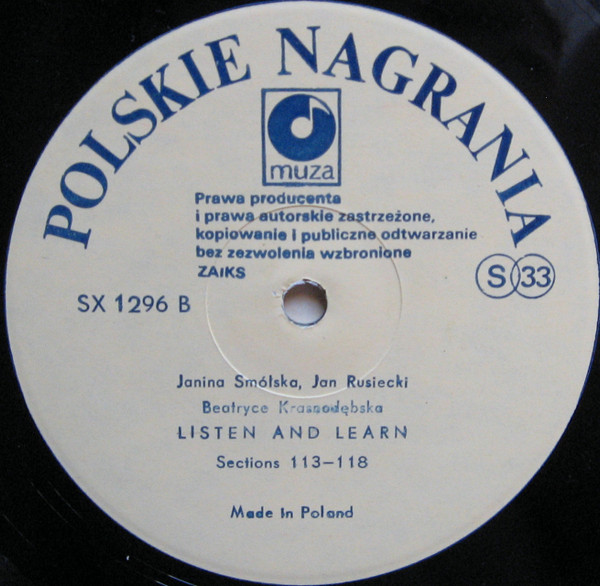 POLSKIE NAGRANIA
muza
Prawa producenta
i prawa autorskie zastrzeżone,
kopiowanie i publiczne odtwarzanie
bez zezwolenia wzbronione
ZAiKS
S 33
SX 1296 B
Janina Smólska, Jan Rusiecki
Beatryce Krasnodębska
LISTEN AND LEARN
Sections 113–118
Made in Poland